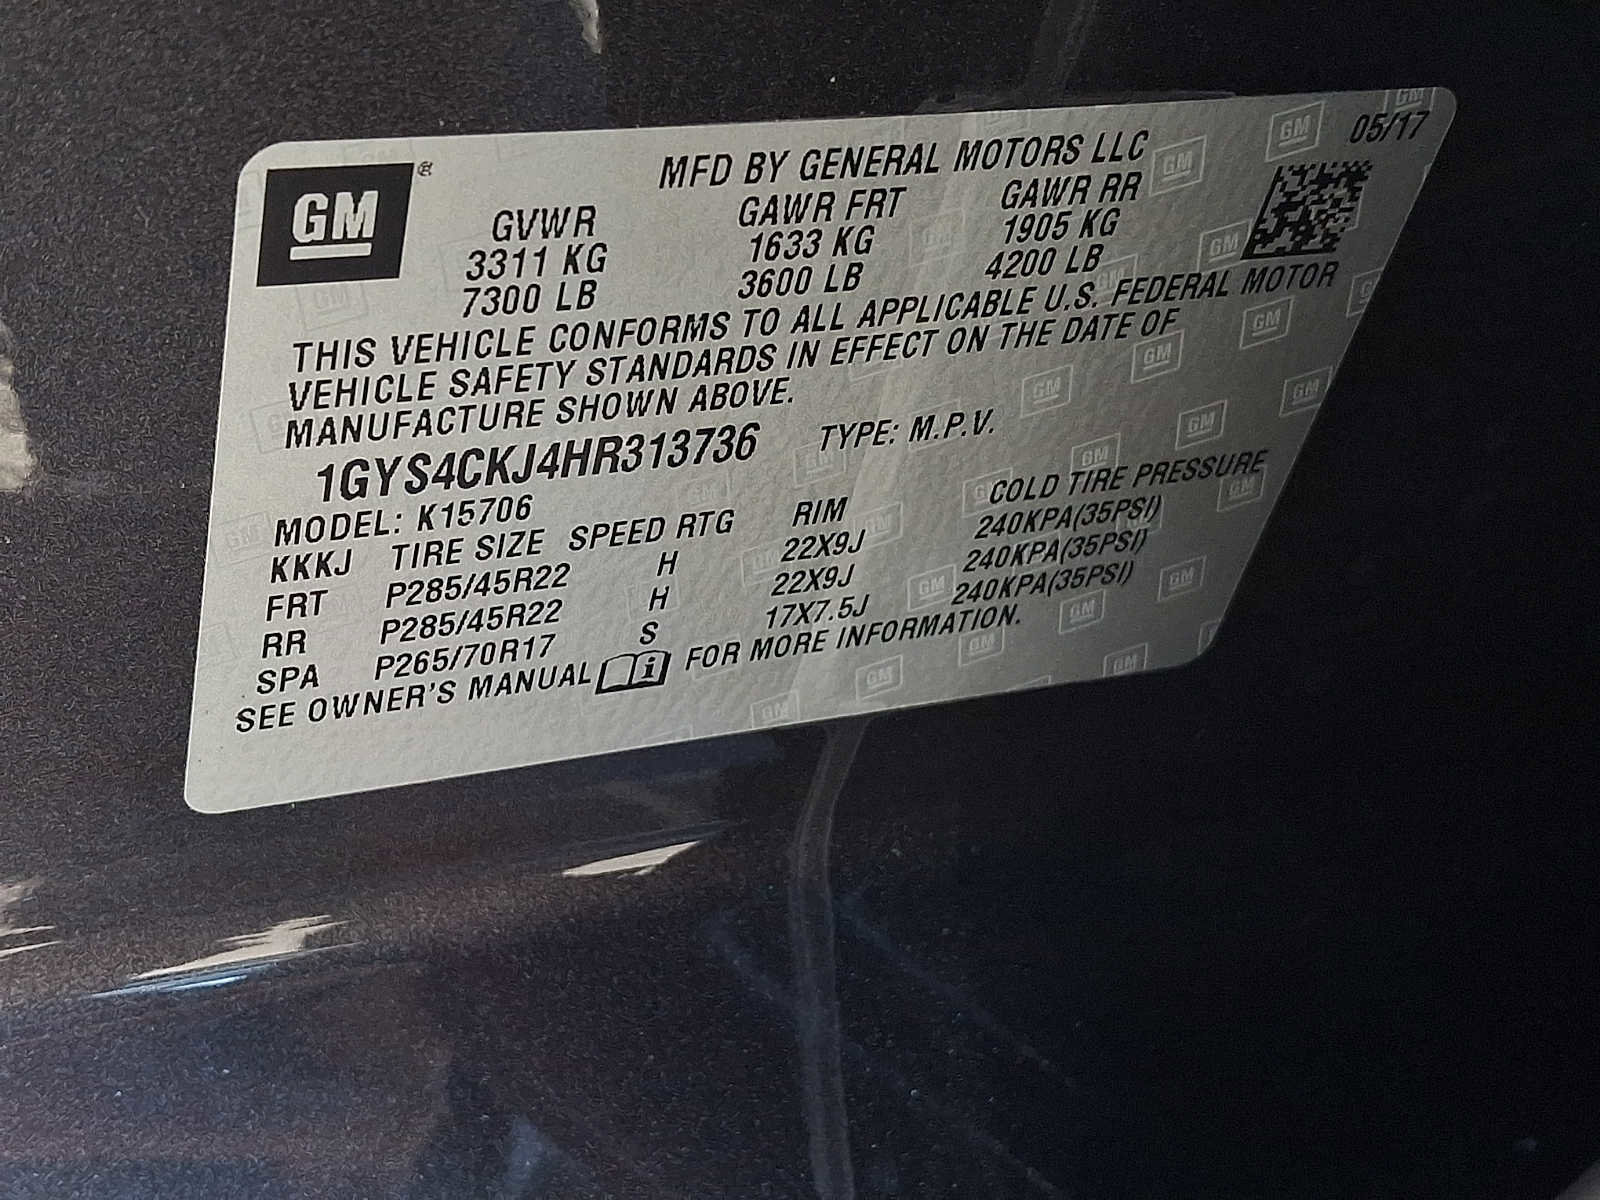 GM
MFD BY GENERAL MOTORS LLC 05/17
GVWR GAWR FRT GAWR RR
3311 KG 1633 KG 1905 KG
7300 LB 3600 LB 4200 LB
THIS VEHICLE CONFORMS TO ALL APPLICABLE U.S. FEDERAL MOTOR
VEHICLE SAFETY STANDARDS IN EFFECT ON THE DATE OF
MANUFACTURE SHOWN ABOVE.
1GYS4CKJ4HR313736 TYPE: M.P.V.
MODEL: K15706
KKKJ TIRE SIZE SPEED RTG RIM COLD TIRE PRESSURE
FRT P285/45R22 H 22X9J 240KPA(35PSI)
RR P285/45R22 H 22X9J 240KPA(35PSI)
SPA P265/70R17 S 17X7.5J 240KPA(35PSI)
SEE OWNER'S MANUAL i FOR MORE INFORMATION.